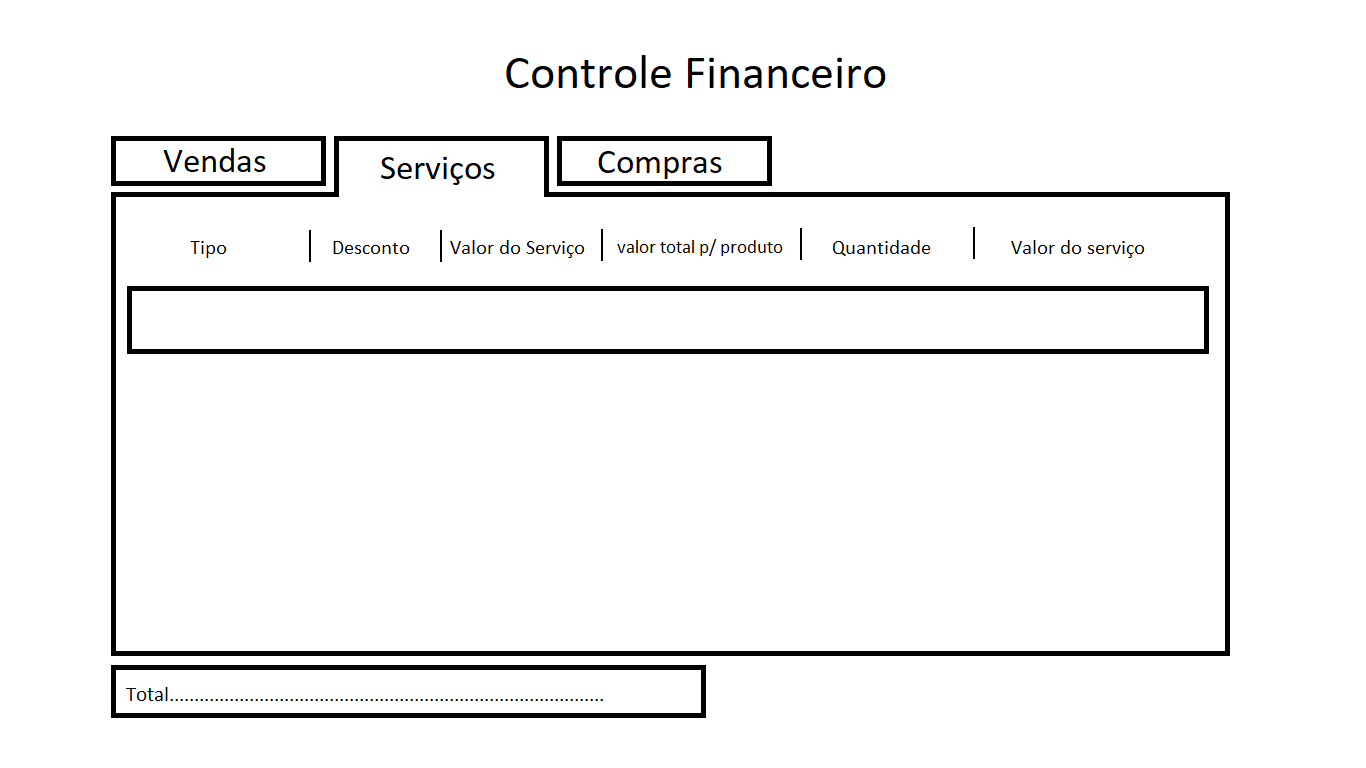 Controle Financeiro
Vendas Serviços Compras
Tipo Desconto Valor do Serviço valor total p/ produto Quantidade Valor do serviço
Total.......................................................................................